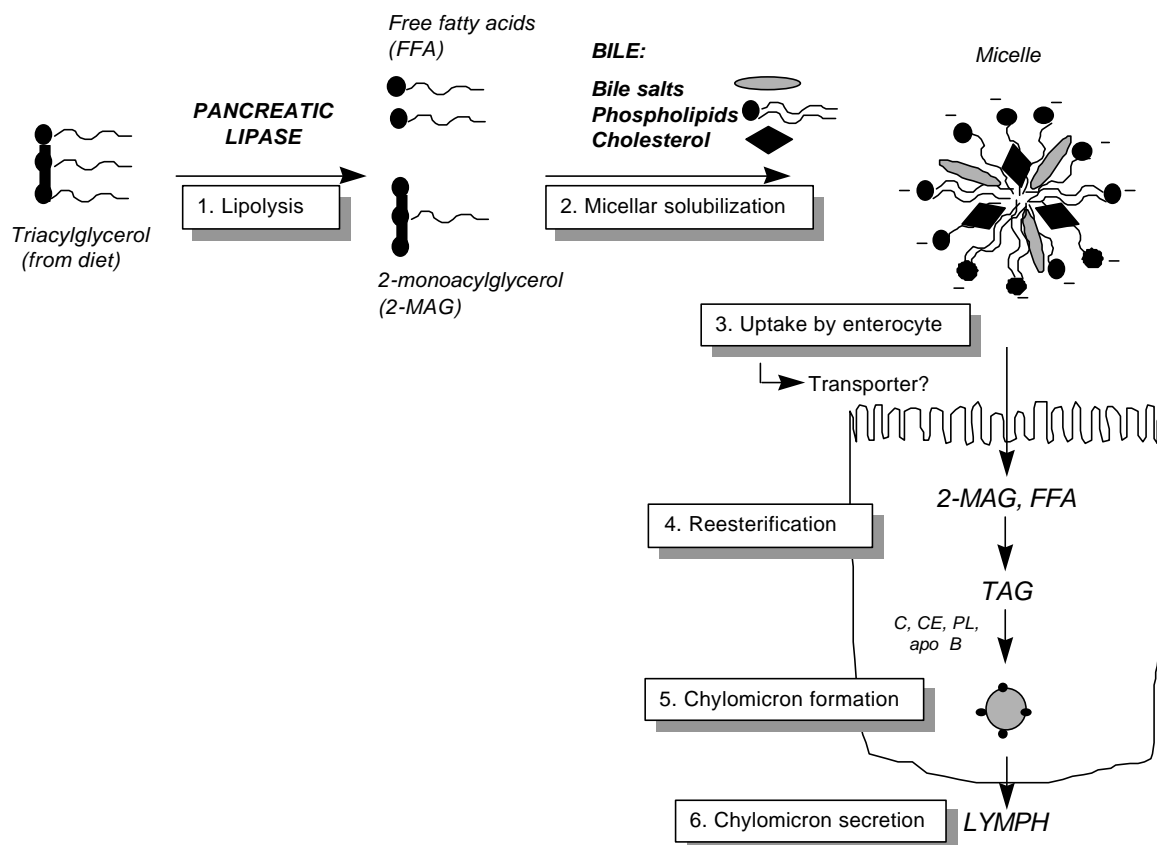 Free fatty acids
(FFA)
BILE:
Bile salts
Phospholipids
Cholesterol
Micelle
PANCREATIC
LIPASE
1. Lipolysis
2. Micellar solubilization
Triacylglycerol
(from diet)
2-monoacylglycerol
(2-MAG)
3. Uptake by enterocyte
Transporter?
2-MAG, FFA
4. Reesterification
TAG
C, CE, PL,
apo B
5. Chylomicron formation
6. Chylomicron secretion
LYMPH